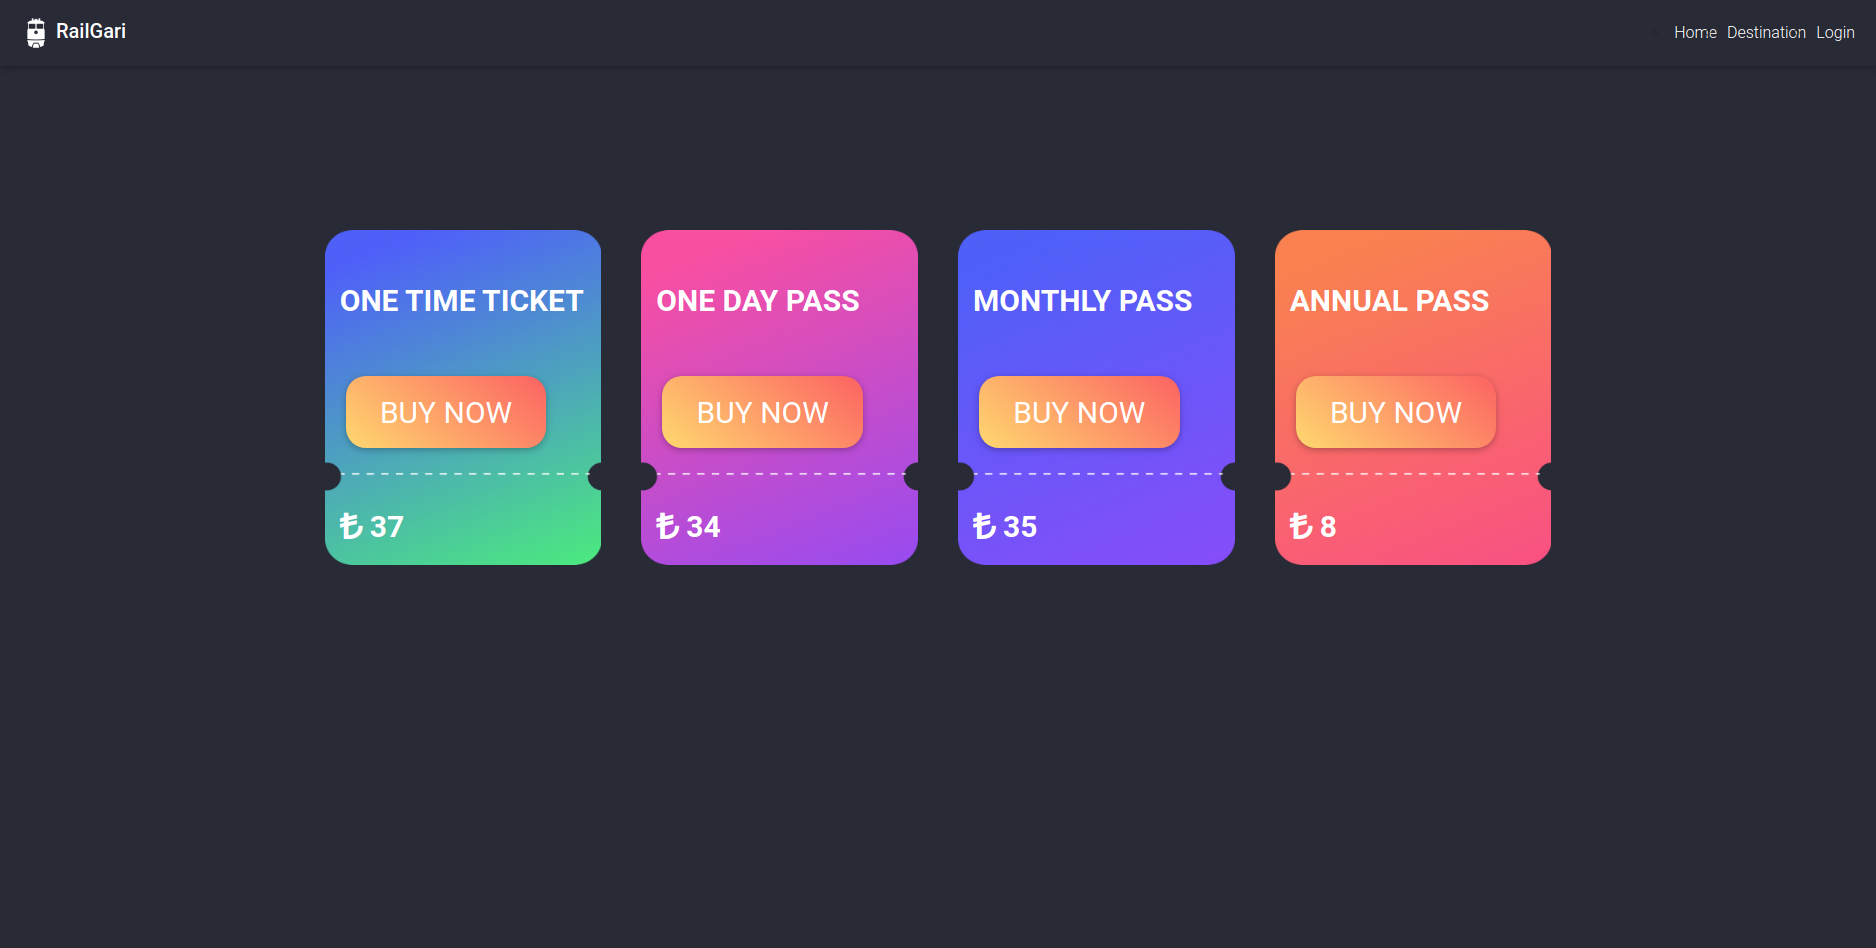 RailGari
Home Destination Login
ONE TIME TICKET
BUY NOW
₺ 37
ONE DAY PASS
BUY NOW
₺ 34
MONTHLY PASS
BUY NOW
₺ 35
ANNUAL PASS
BUY NOW
₺ 8